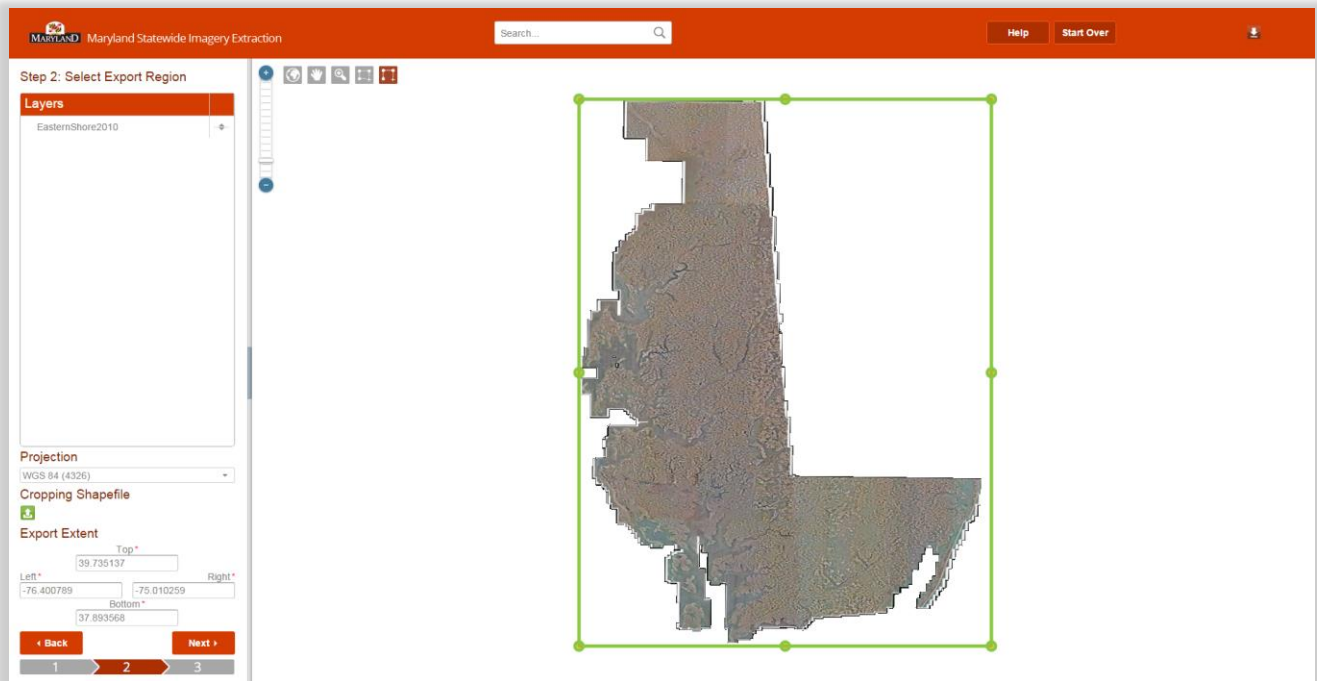 MARYLAND Maryland Statewide Imagery Extraction
Search...
Help
Start Over
Step 2: Select Export Region
Layers
EasternShore2010
Projection
WGS 84 (4326)
Cropping Shapefile
Export Extent
Top*
39.735137
Left* Right*
-76.400789 -75.010259
Bottom*
37.893568
Back Next
1 2 3